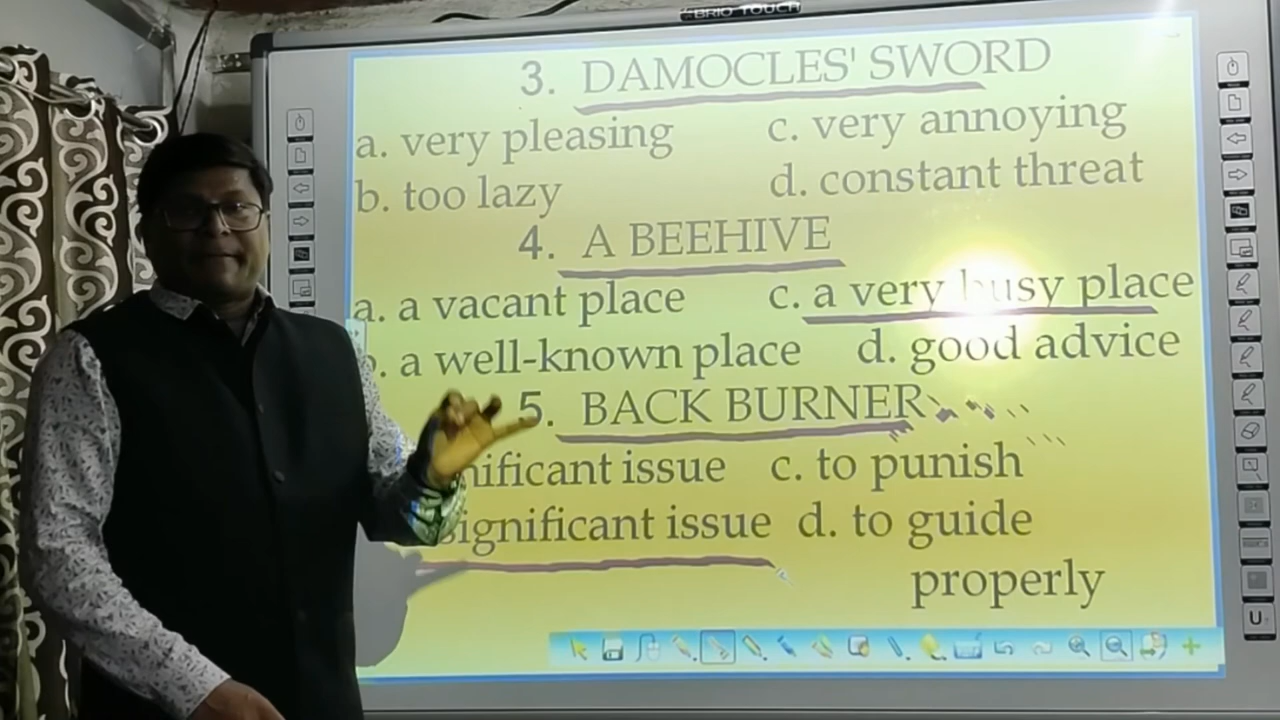 BRIO TOUCH
3. DAMOCLES' SWORD
a. very pleasing c. very annoying
b. too lazy d. constant threat
4. A BEEHIVE
a. a vacant place c. a very busy place
a well-known place d. good advice
5. BACK BURNER
issue c. to punish
issue d. to guide
properly
U